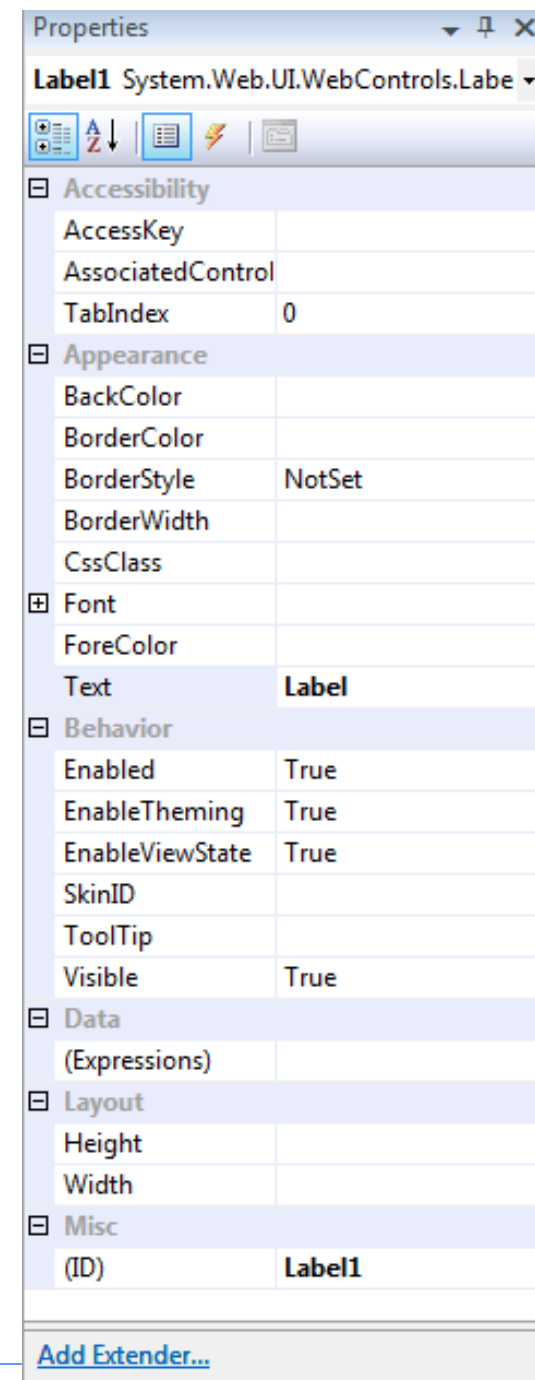 Properties
Label1 System.Web.UI.WebControls.Labe
A
Z
Accessibility
AccessKey
AssociatedControl
TabIndex 0
Appearance
BackColor
BorderColor
BorderStyle NotSet
BorderWidth
CssClass
Font
ForeColor
Text Label
Behavior
Enabled True
EnableTheming True
EnableViewState True
SkinID
ToolTip
Visible True
Data
(Expressions)
Layout
Height
Width
Misc
(ID) Label1
Add Extender...